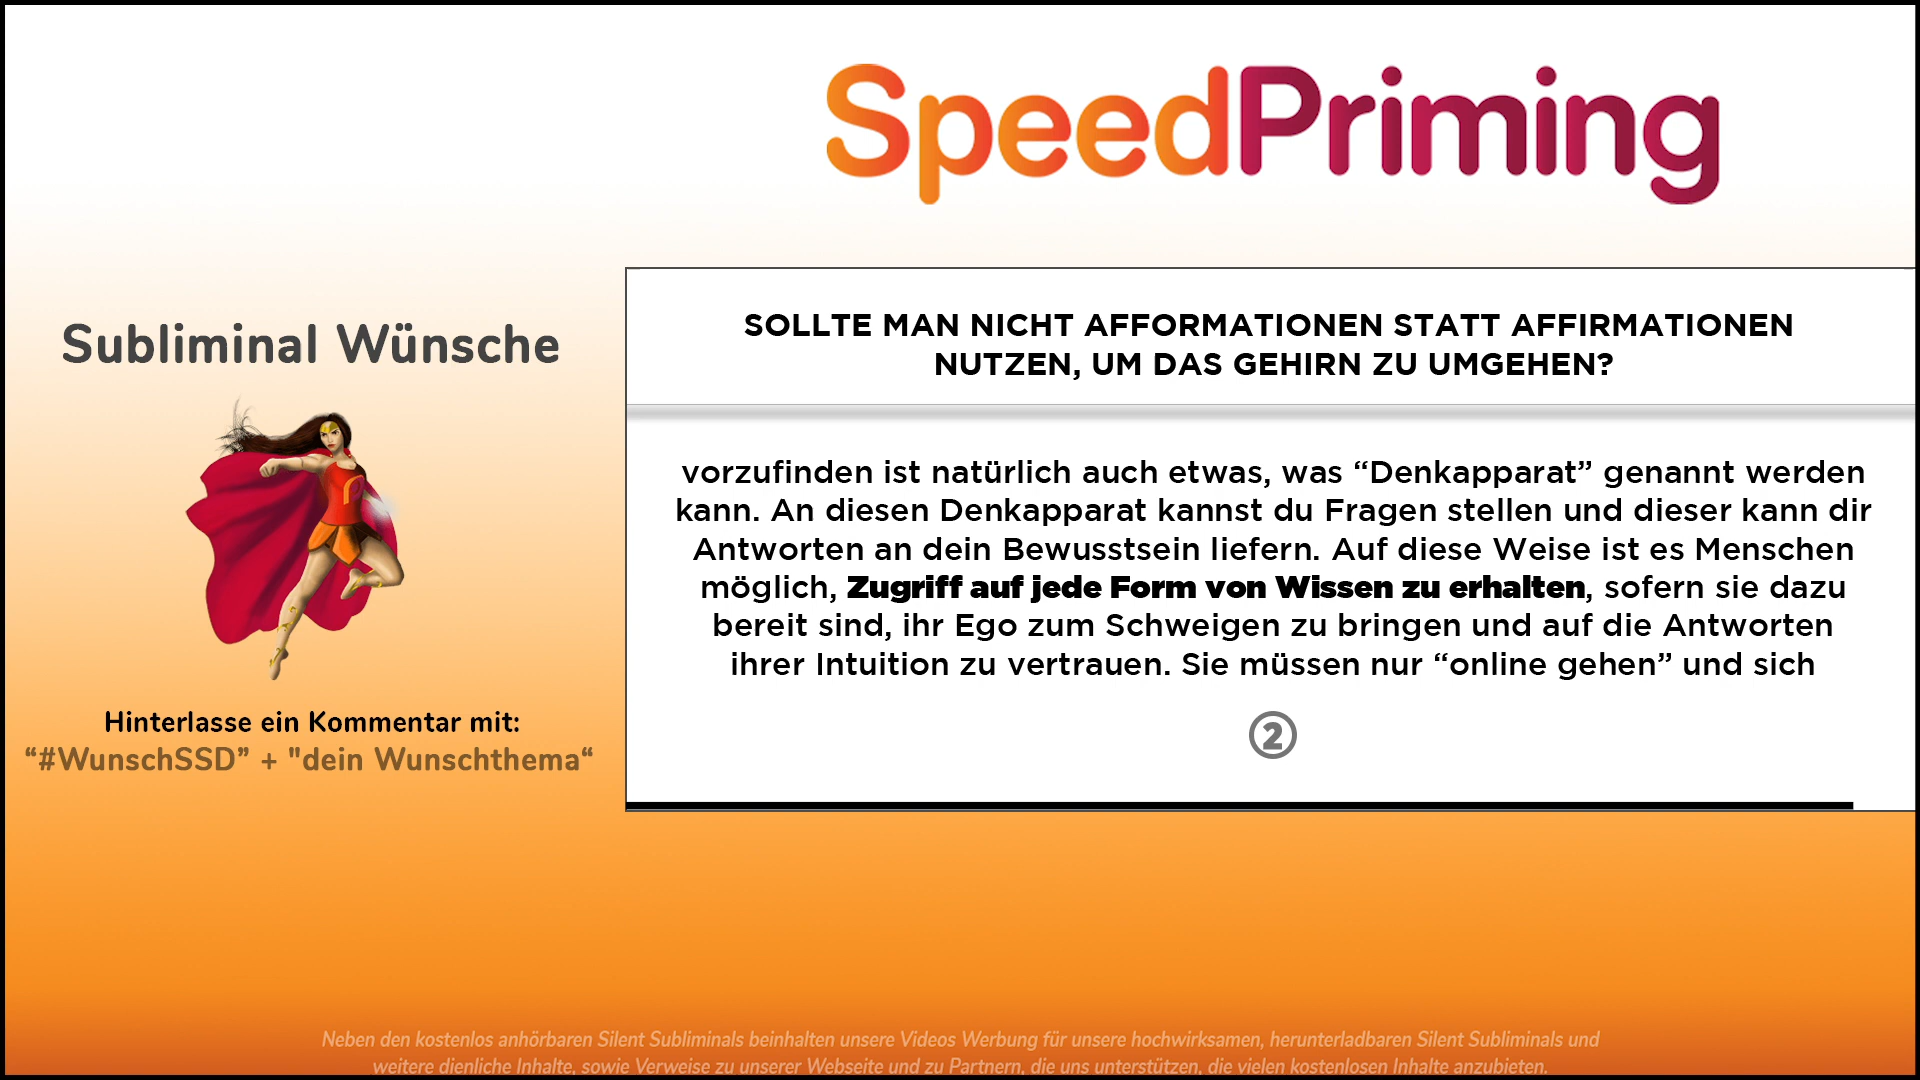 SpeedPriming
Subliminal Wünsche
Hinterlasse ein Kommentar mit:
“#WunschSSD” + "dein Wunschthema“
SOLLTE MAN NICHT AFFORMATIONEN STATT AFFIRMATIONEN
NUTZEN, UM DAS GEHIRN ZU UMGEHEN?
vorzufinden ist natürlich auch etwas, was “Denkapparat” genannt werden
kann. An diesen Denkapparat kannst du Fragen stellen und dieser kann dir
Antworten an dein Bewusstsein liefern. Auf diese Weise ist es Menschen
möglich, Zugriff auf jede Form von Wissen zu erhalten, sofern sie dazu
bereit sind, ihr Ego zum Schweigen zu bringen und auf die Antworten
ihrer Intuition zu vertrauen. Sie müssen nur “online gehen” und sich
2
Neben den kostenlos anhörbaren Silent Subliminals beinhalten unsere Videos Werbung für unsere hochwirksamen, herunterladbaren Silent Subliminals und
weitere dienliche Inhalte, sowie Verweise zu unserer Webseite und zu Partnern, die uns unterstützen, die vielen kostenlosen Inhalte anzubieten.